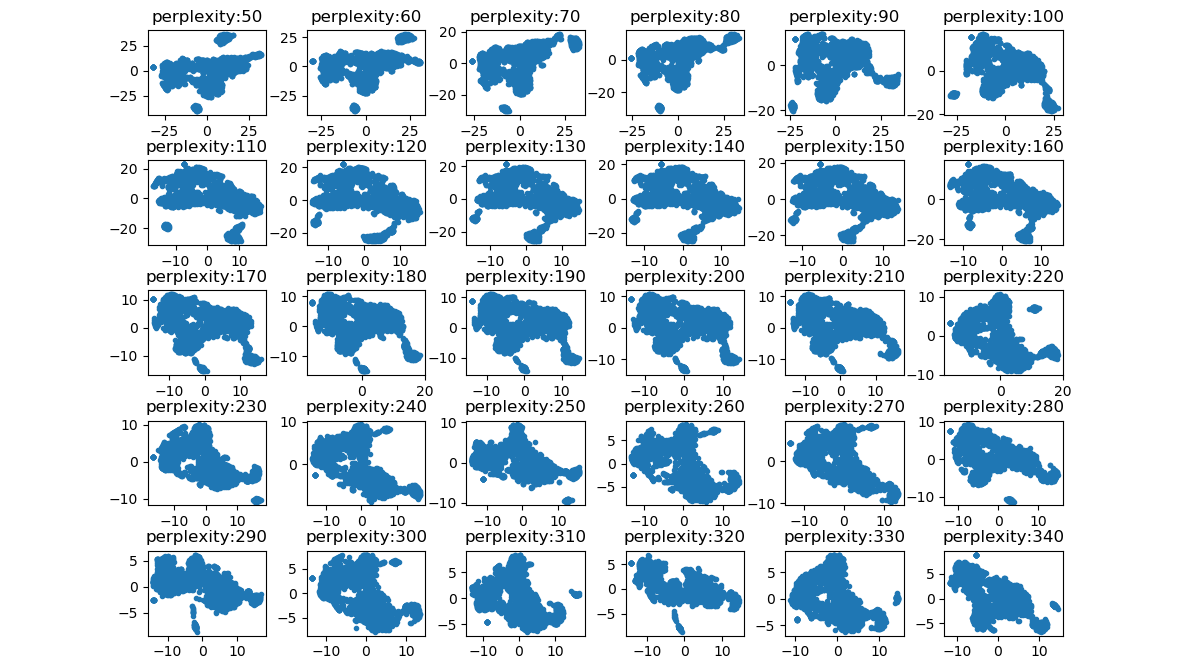 perplexity:50 perplexity:60 perplexity:70 perplexity:80 perplexity:90 perplexity:100
25 25 20 0 0 0
0 0 0 −20 −20 −20
−25 −25 −20
−25 0 25 −25 0 25 −25 0 25 −25 0 25 −25 0 25 −25 0 25
perplexity:110 perplexity:120 perplexity:130 perplexity:140 perplexity:150 perplexity:160
20 20 20 20 20 0
0 0 0 0 0 −20
−20 −20 −20 −20 −20
−10 0 10 −10 0 10 −10 0 10 −10 0 10 −10 0 10 −10 0 10
perplexity:170 perplexity:180 perplexity:190 perplexity:200 perplexity:210 perplexity:220
10 10 10 10 10 10
0 0 0 0 0 0
−10 −10 −10 −10 −10 −10
−10 0 10 0 20 −10 0 10 −10 0 10 −10 0 10 0 20
perplexity:230 perplexity:240 perplexity:250 perplexity:260 perplexity:270 perplexity:280
10 10 10 5 10 10
0 0 0 0 0 0
−10 −10 −5 −10 −10
−10 0 10 −10 0 10 −10 0 10 −10 0 10 −10 0 10 −10 0 10
perplexity:290 perplexity:300 perplexity:310 perplexity:320 perplexity:330 perplexity:340
5 5 5 5 5 5
0 0 0 0 0 0
−5 −5 −5 −5 −5 −5
−10 0 10 −10 0 10 −10 0 10 −10 0 10 −10 0 10 −10 0 10